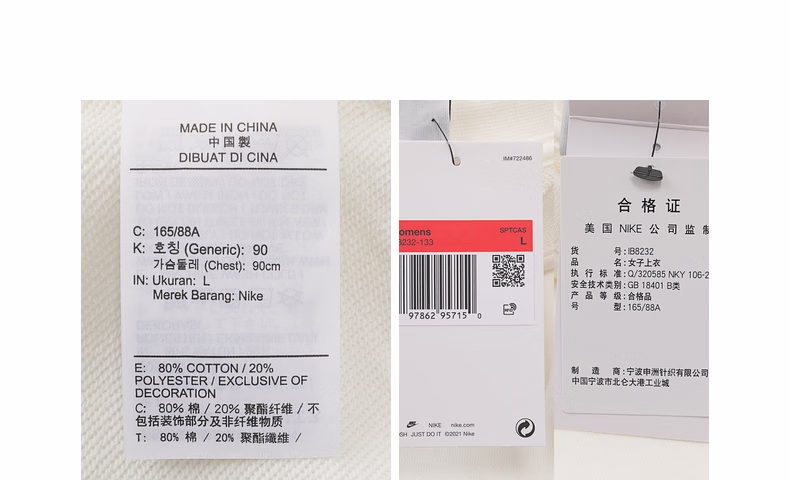 MADE IN CHINA
中国製
DIBUAT DI CINA
C: 165/88A
K: 호칭 (Generic): 90
가슴둘레 (Chest): 90cm
IN: Ukuran: L
Merek Barang: Nike
E: 80% COTTON / 20%
POLYESTER / EXCLUSIVE OF
DECORATION
C: 80% 棉 / 20% 聚酯纤维 / 不
包括装饰部分及非纤维物质
T: 80% 棉 / 20% 聚酯纖維 /
IM#722486
omens
SPTCAS
8232-133
L
97862 95715 0
NIKE nike.com
JUST DO IT ©2021 Nike
合格证
美国 NIKE 公司监制
货号:IB8232
品名:女子上衣
执行标准:Q/320585 NKY 106-2
安全技术类别:GB 18401 B类
产品等级:合格品
号型:165/88A
制造商:宁波申洲针织有限公司
中国宁波市北仑大港工业城